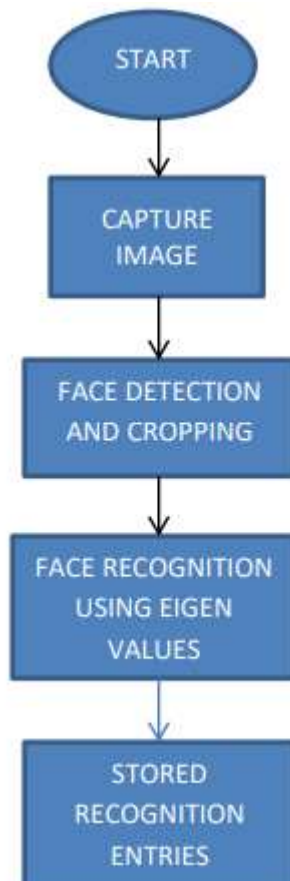 START
CAPTURE
IMAGE
FACE DETECTION
AND CROPPING
FACE RECOGNITION
USING EIGEN
VALUES
STORED
RECOGNITION
ENTRIES